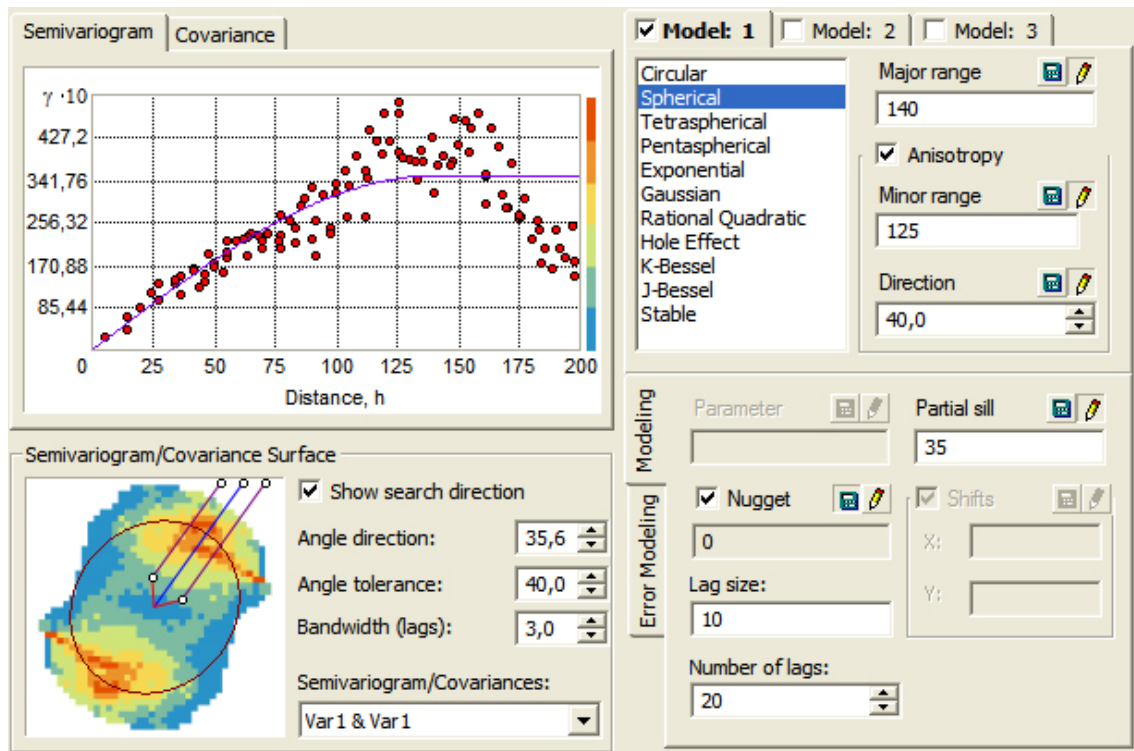 Semivariogram Covariance
γ ·10
427,2
341,76
256,32
170,88
85,44
0 25 50 75 100 125 150 175 200
Distance, h
Semivariogram/Covariance Surface
Show search direction
Angle direction: 35,6
Angle tolerance: 40,0
Bandwidth (lags): 3,0
Semivariogram/Covariances:
Var1 & Var1
Model: 1 Model: 2 Model: 3
Circular
Spherical
Tetraspherical
Pentaspherical
Exponential
Gaussian
Rational Quadratic
Hole Effect
K-Bessel
J-Bessel
Stable
Major range
140
Anisotropy
Minor range
125
Direction
40,0
Modeling
Error Modeling
Parameter
Partial sill
35
Nugget
0
Shifts
X:
Y:
Lag size:
10
Number of lags:
20